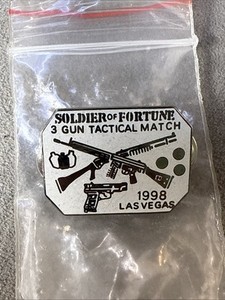 SOLDIER OF FORTUNE
3 GUN TACTICAL MATCH
1998
LAS VEGAS